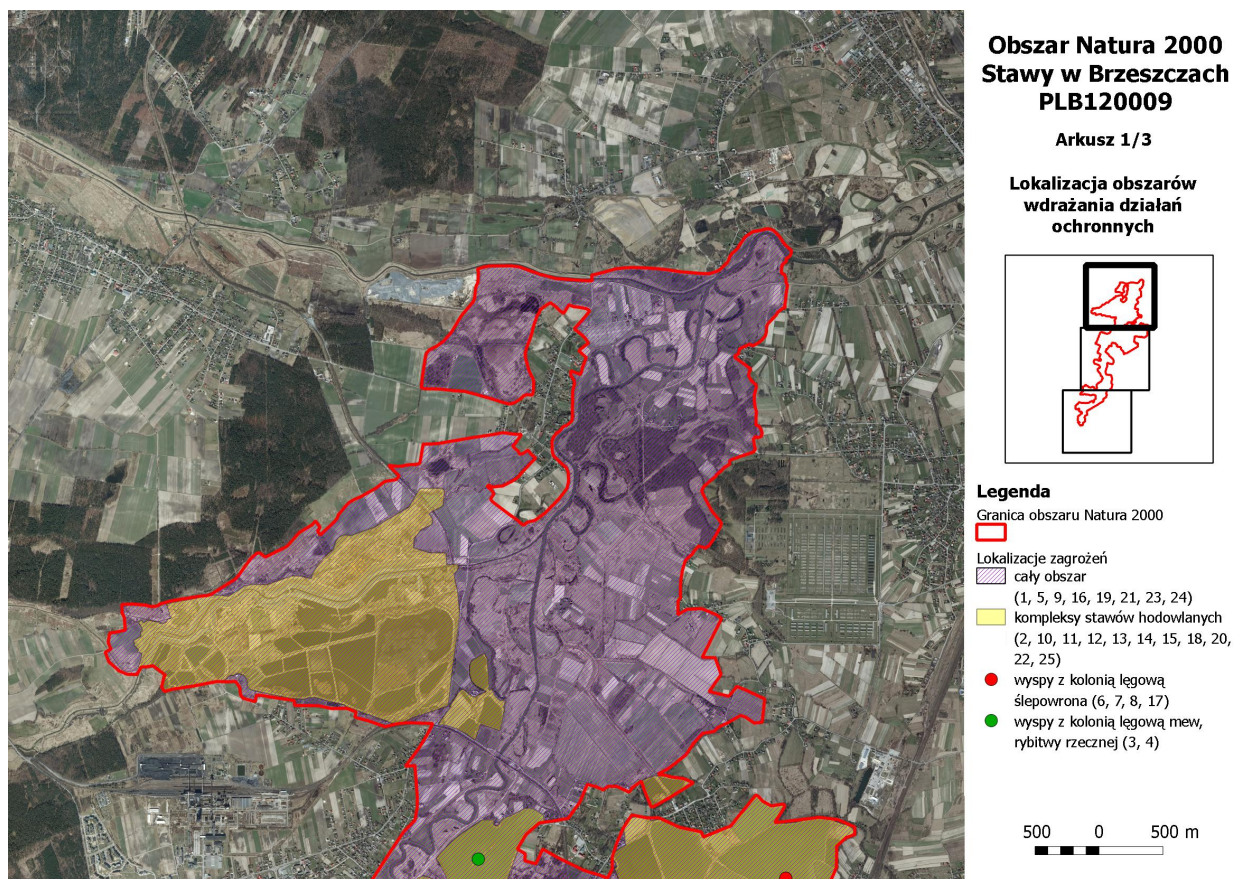 Obszar Natura 2000
Stawy w Brzeszczach
PLB120009
Arkusz 1/3
Lokalizacja obszarów
wdrażania działań
ochronnych
Legenda
Granica obszaru Natura 2000
Lokalizacje zagrożeń
cały obszar
(1, 5, 9, 16, 19, 21, 23, 24)
kompleksy stawów hodowlanych
(2, 10, 11, 12, 13, 14, 15, 18, 20,
22, 25)
wyspy z kolonią lęgową
ślepowrona (6, 7, 8, 17)
wyspy z kolonią lęgową mew,
rybitwy rzecznej (3, 4)
500 0 500 m